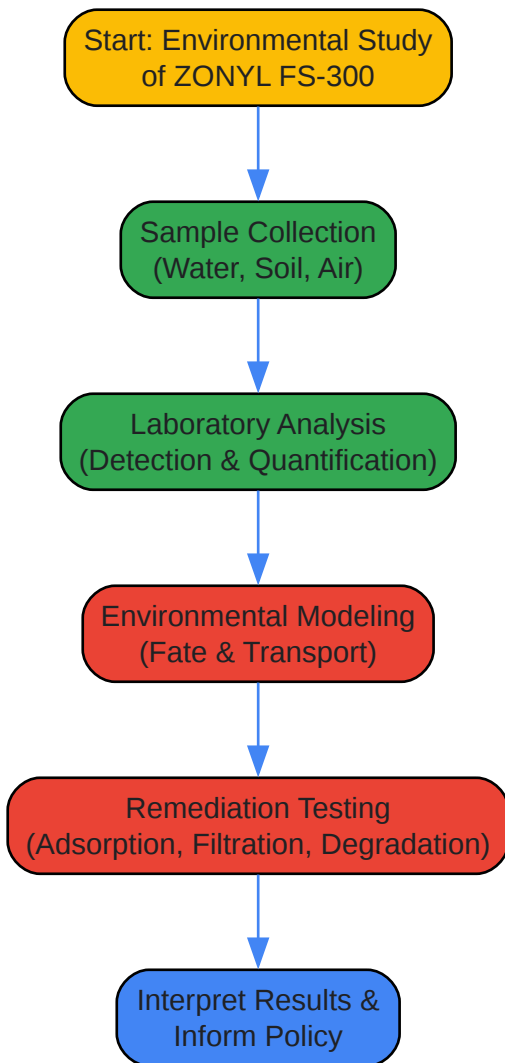 Start: Environmental Study
of ZONYL FS-300
Sample Collection
(Water, Soil, Air)
Laboratory Analysis
(Detection & Quantification)
Environmental Modeling
(Fate & Transport)
Remediation Testing
(Adsorption, Filtration, Degradation)
Interpret Results &
Inform Policy